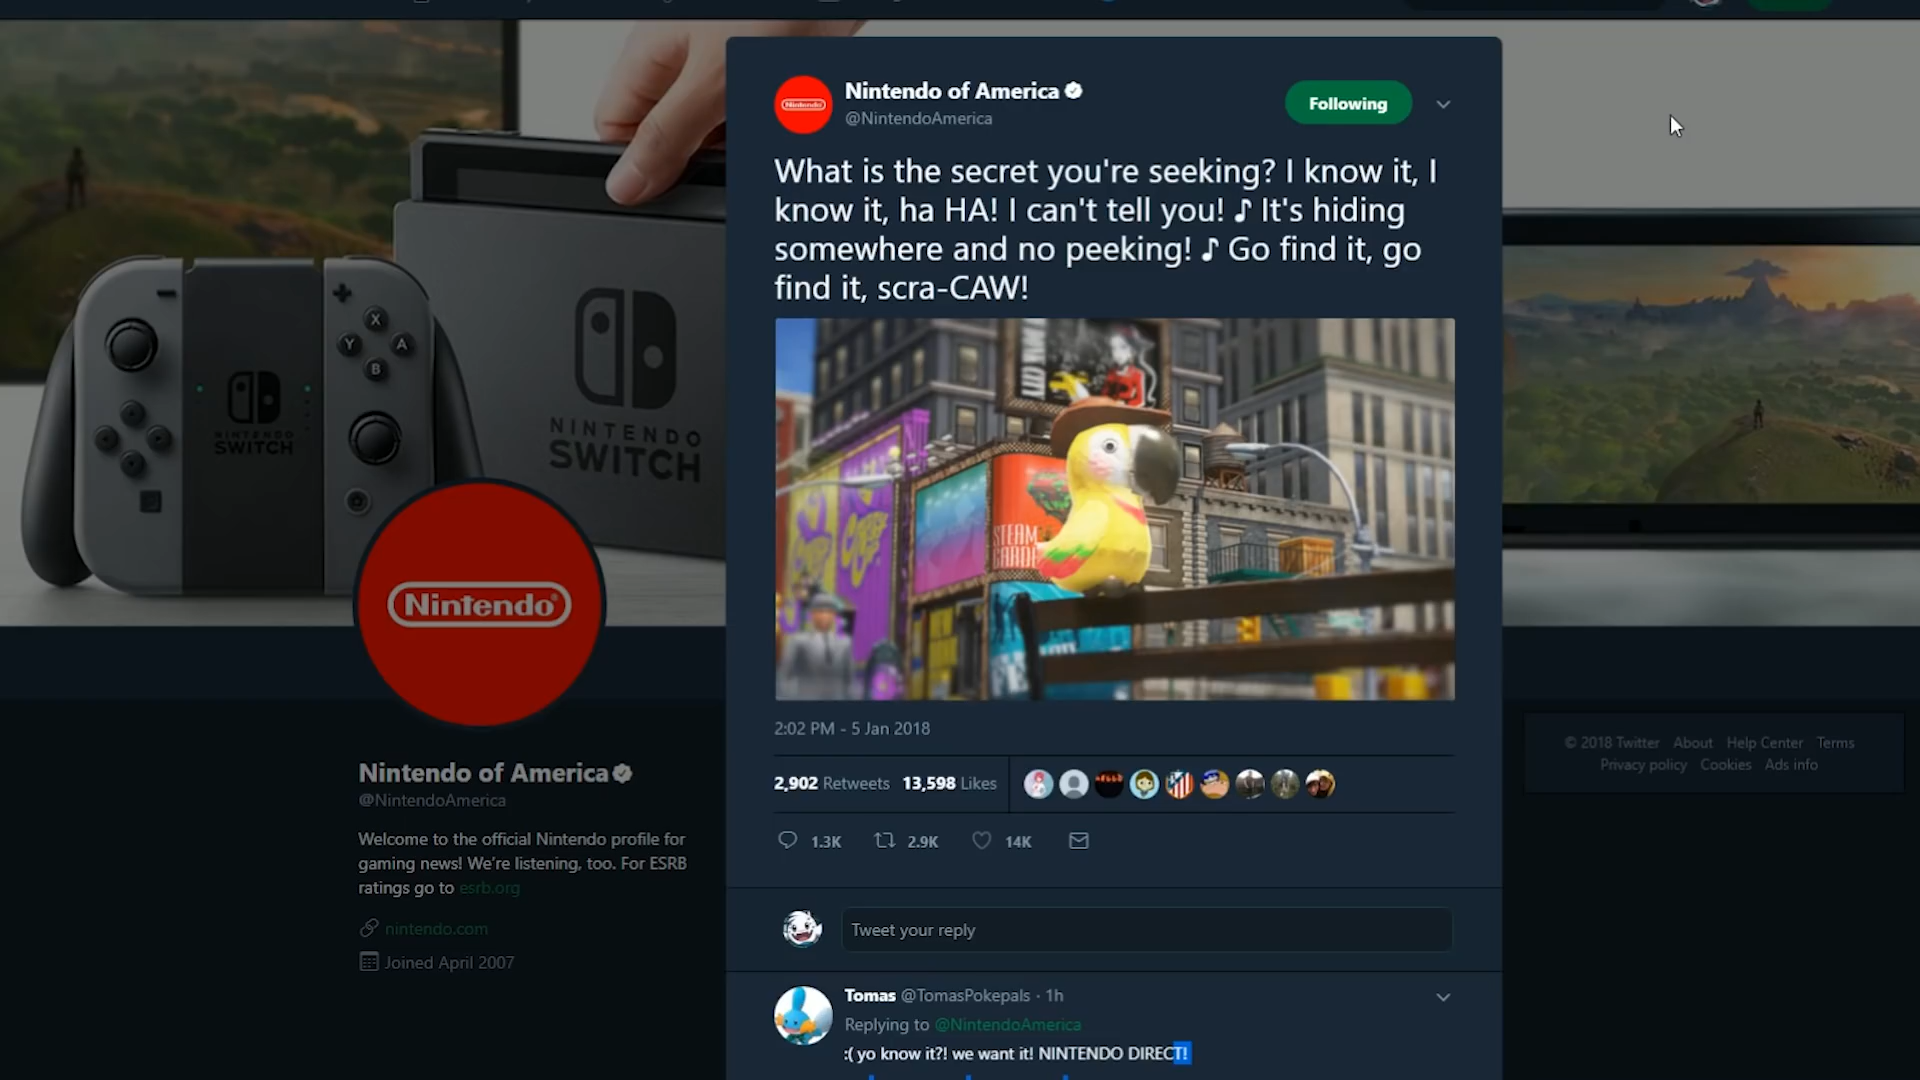 Nintendo
Nintendo of America
@NintendoAmerica
Following
What is the secret you're seeking? I know it, I
know it, ha HA! I can't tell you! ♪ It's hiding
somewhere and no peeking! ♪ Go find it, go
find it, scra-CAW!
STEAM
GARDE
2:02 PM - 5 Jan 2018
2,902 Retweets 13,598 Likes
1.3K 2.9K 14K
Tweet your reply
Tomas @TomasPokepals · 1h
Replying to @NintendoAmerica
:( yo know it?! we want it! NINTENDO DIRECT!
X
Y
A
B
NINTENDO
SWITCH
NINTENDO
SWITCH
Nintendo
Nintendo of America
@NintendoAmerica
Welcome to the official Nintendo profile for
gaming news! We're listening, too. For ESRB
ratings go to esrb.org
nintendo.com
Joined April 2007
© 2018 Twitter About Help Center Terms
Privacy policy Cookies Ads info